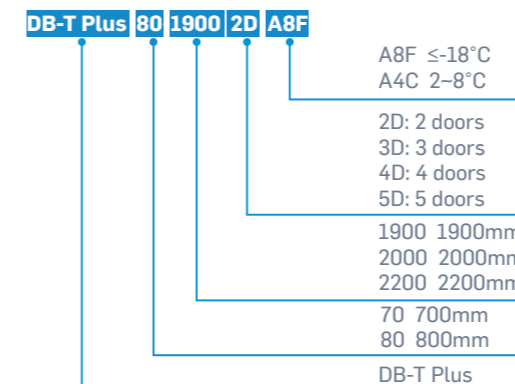 DB-T Plus 80 1900 2D A8F
A8F ≤-18°C
A4C 2~8°C
2D: 2 doors
3D: 3 doors
4D: 4 doors
5D: 5 doors
1900 1900mm
2000 2000mm
2200 2200mm
70 700mm
80 800mm
DB-T Plus